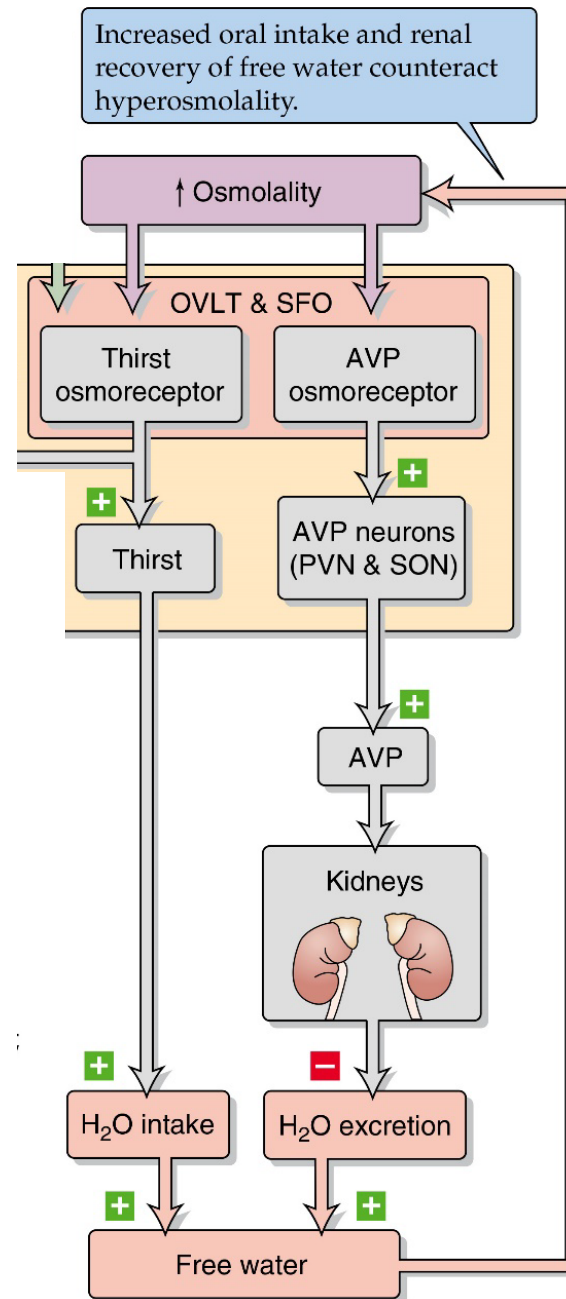 Increased oral intake and renal
recovery of free water counteract
hyperosmolality.
↑ Osmolality
OVLT & SFO
Thirst
osmoreceptor
AVP
osmoreceptor
+
+
Thirst
AVP neurons
(PVN & SON)
+
AVP
Kidneys
;
+
−
H₂O intake
H₂O excretion
+
+
Free water